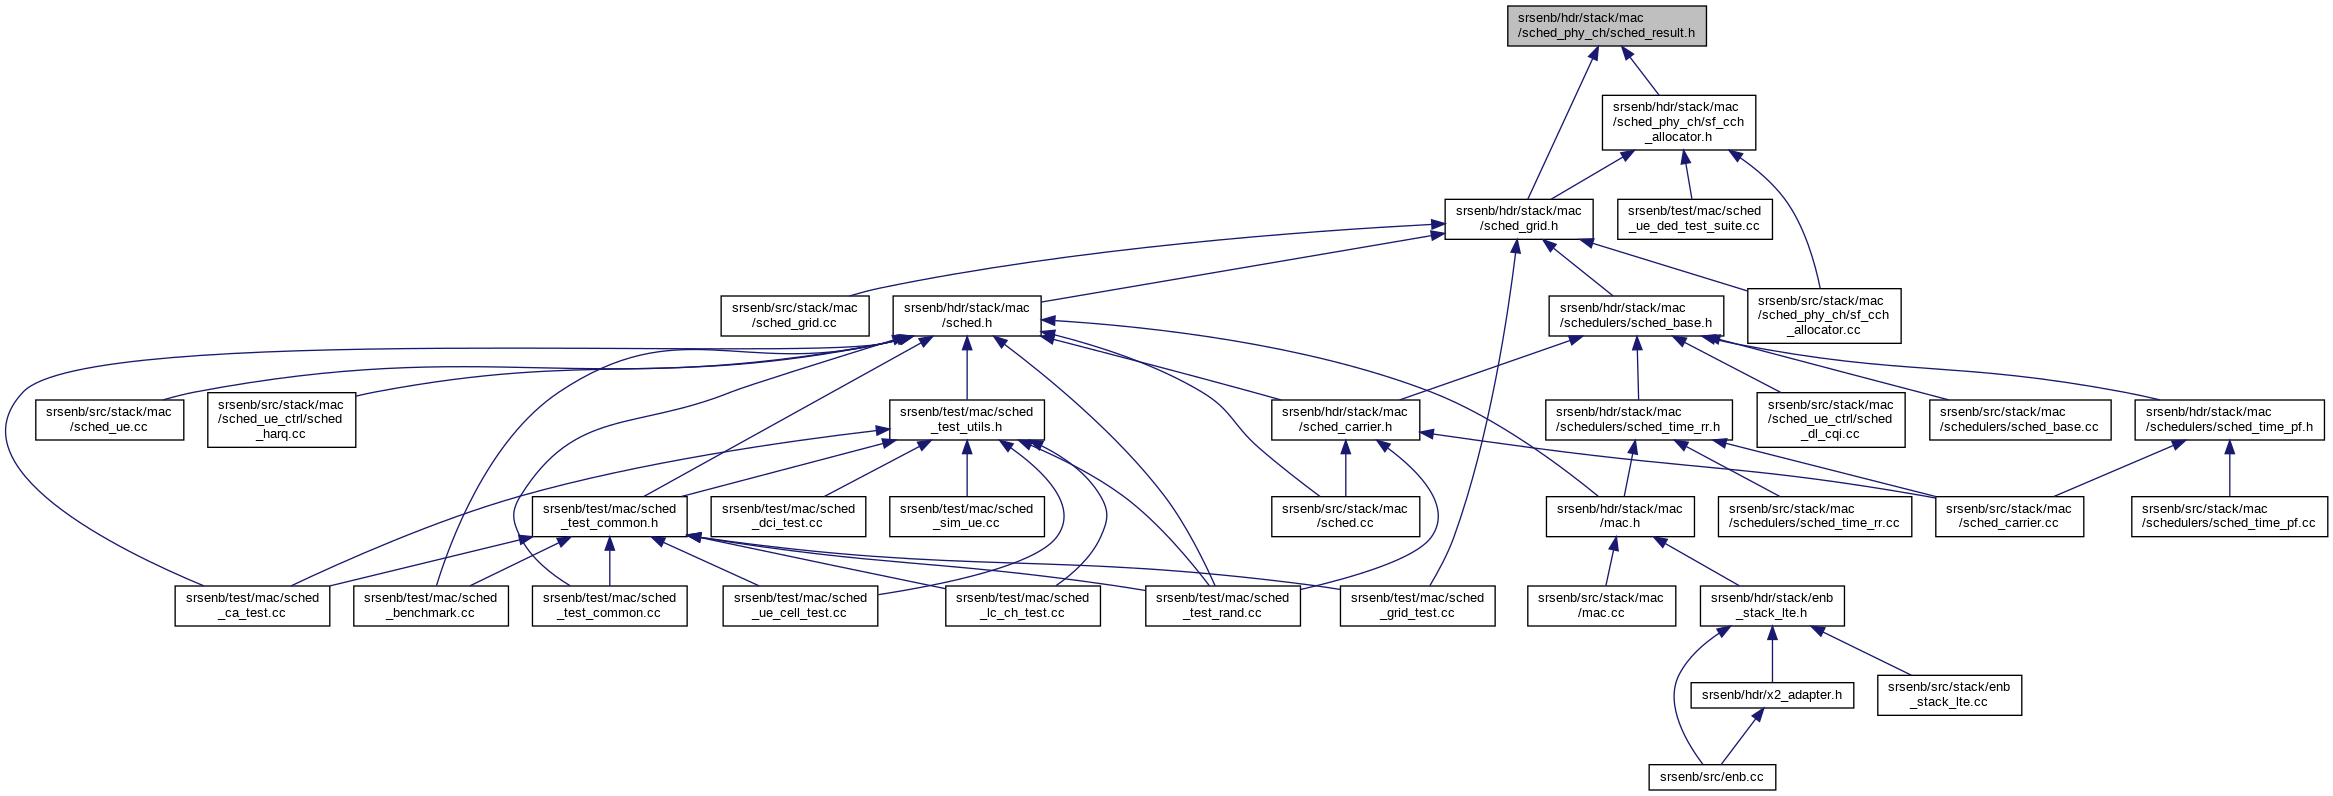 srsenb/hdr/stack/mac
/sched_phy_ch/sched_result.h
srsenb/hdr/stack/mac
/sched_phy_ch/sf_cch
_allocator.h
srsenb/hdr/stack/mac
/sched_grid.h
srsenb/test/mac/sched
_ue_ded_test_suite.cc
srsenb/src/stack/mac
/sched_grid.cc
srsenb/hdr/stack/mac
/sched.h
srsenb/hdr/stack/mac
/schedulers/sched_base.h
srsenb/src/stack/mac
/sched_phy_ch/sf_cch
_allocator.cc
srsenb/src/stack/mac
/sched_ue.cc
srsenb/src/stack/mac
/sched_ue_ctrl/sched
_harq.cc
srsenb/test/mac/sched
_test_utils.h
srsenb/hdr/stack/mac
/sched_carrier.h
srsenb/hdr/stack/mac
/schedulers/sched_time_rr.h
srsenb/src/stack/mac
/sched_ue_ctrl/sched
_dl_cqi.cc
srsenb/src/stack/mac
/schedulers/sched_base.cc
srsenb/hdr/stack/mac
/schedulers/sched_time_pf.h
srsenb/test/mac/sched
_test_common.h
srsenb/test/mac/sched
_dci_test.cc
srsenb/test/mac/sched
_sim_ue.cc
srsenb/src/stack/mac
/sched.cc
srsenb/hdr/stack/mac
/mac.h
srsenb/src/stack/mac
/schedulers/sched_time_rr.cc
srsenb/src/stack/mac
/sched_carrier.cc
srsenb/src/stack/mac
/schedulers/sched_time_pf.cc
srsenb/test/mac/sched
_ca_test.cc
srsenb/test/mac/sched
_benchmark.cc
srsenb/test/mac/sched
_test_common.cc
srsenb/test/mac/sched
_ue_cell_test.cc
srsenb/test/mac/sched
_lc_ch_test.cc
srsenb/test/mac/sched
_test_rand.cc
srsenb/test/mac/sched
_grid_test.cc
srsenb/src/stack/mac
/mac.cc
srsenb/hdr/stack/enb
_stack_lte.h
srsenb/hdr/x2_adapter.h
srsenb/src/stack/enb
_stack_lte.cc
srsenb/src/enb.cc